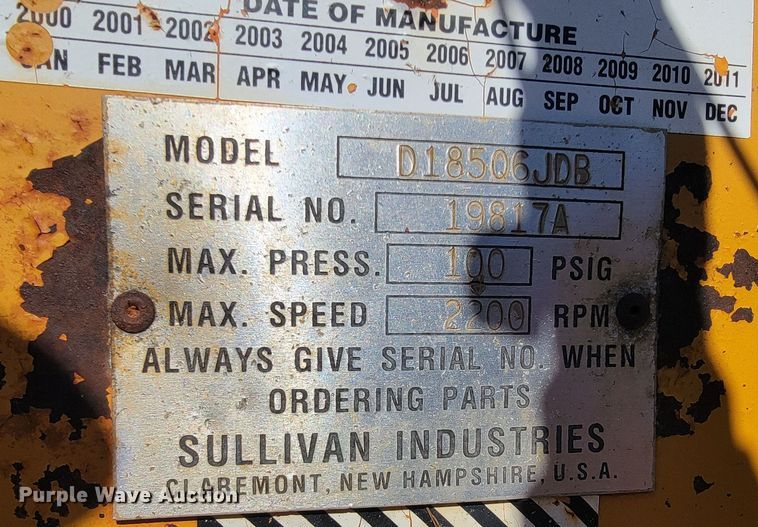 DATE OF MANUFACTURE
2000 2001 2002 2003 2004 2005 2006 2007 2008 2009 2010 2011
JAN FEB MAR APR MAY JUN JUL AUG SEP OCT NOV DEC
MODEL D185Q6JDB
SERIAL NO. 19817A
MAX. PRESS. 100 PSIG
MAX. SPEED 2200 RPM
ALWAYS GIVE SERIAL NO. WHEN
ORDERING PARTS
SULLIVAN INDUSTRIES
CLAREMONT, NEW HAMPSHIRE, U.S.A.
Purple Wave Auction